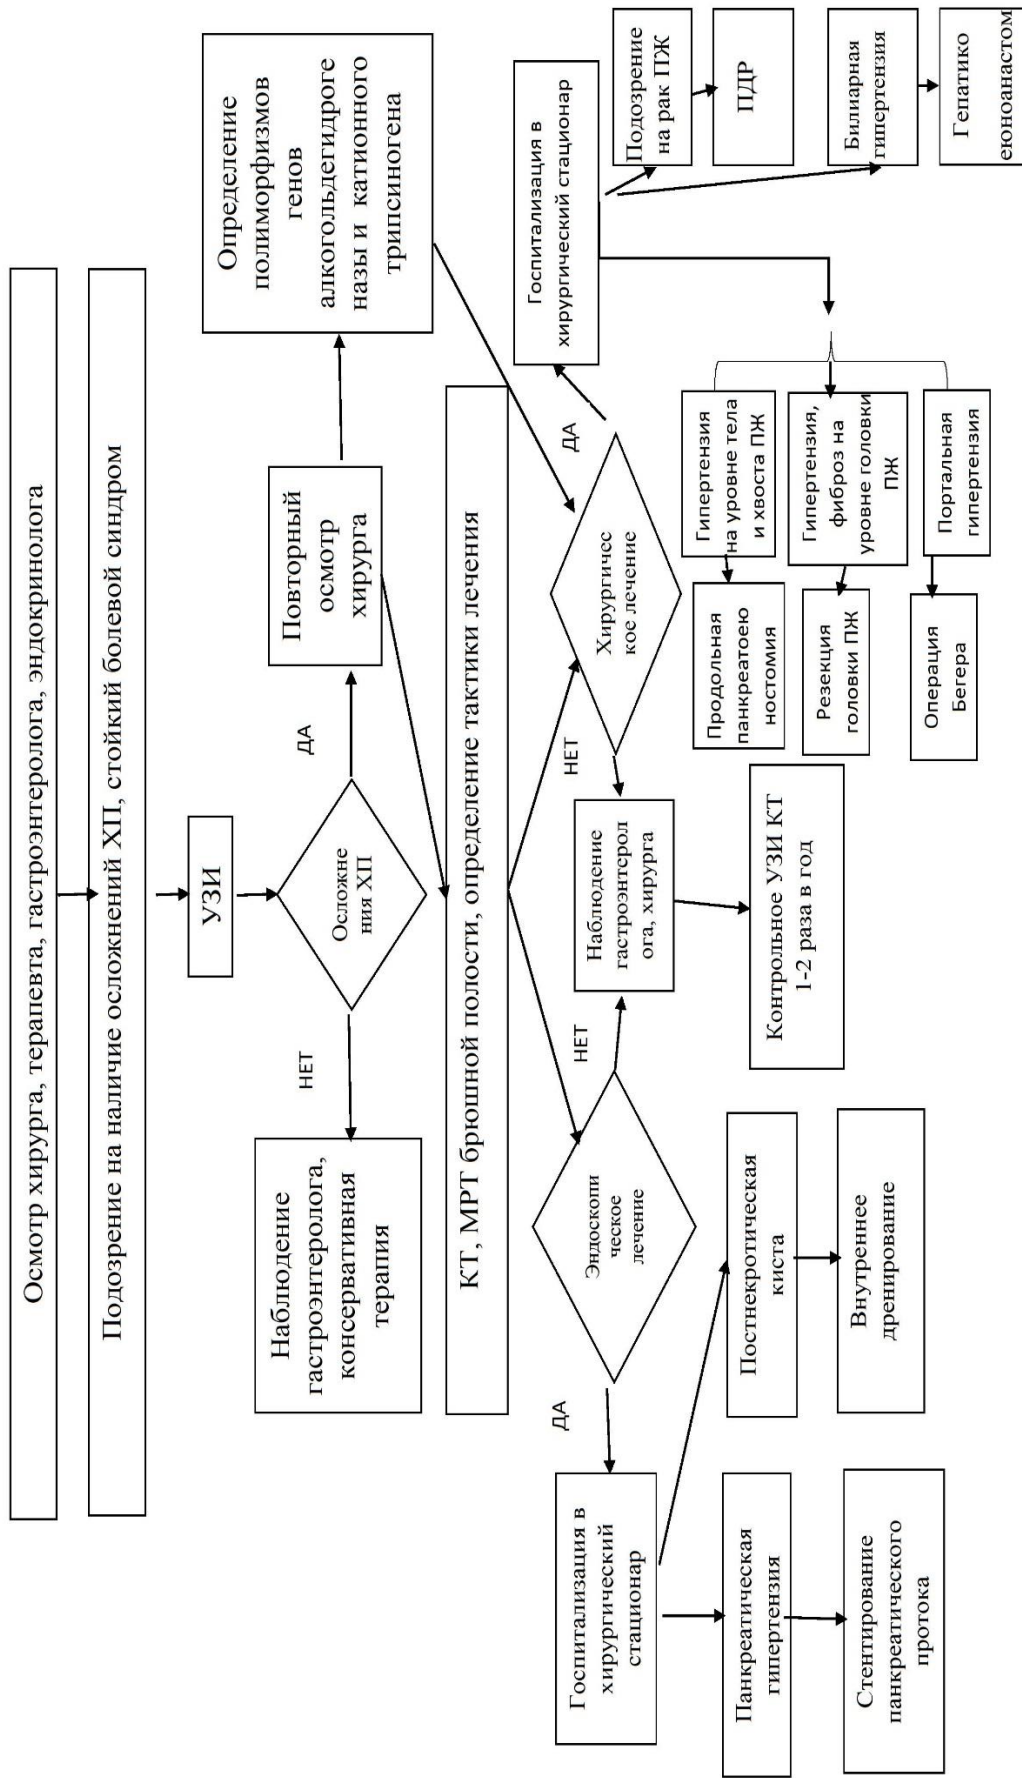 Осмотр хирурга, терапевта, гастроэнтеролога, эндокринолога
Подозрение на наличие осложнений ХП, стойкий болевой синдром
УЗИ
Осложне
ния ХП
НЕТ
ДА
Наблюдение
гастроэнтеролога,
консервативная
терапия
Повторный
осмотр
хирурга
Определение
полиморфизмов
генов
алкогольдегидроге
назы и катионного
трипсиногена
КТ, МРТ брюшной полости, определение тактики лечения
Эндоскопи
ческое
лечение
Хирургичес
кое лечение
ДА
НЕТ
НЕТ
ДА
Госпитализация в
хирургический
стационар
Наблюдение
гастроэнтерол
ога, хирурга
Госпитализация в
хирургический стационар
Панкреатическая
гипертензия
Стентирование
панкреатического
протока
Постнекротическая
киста
Внутреннее
дренирование
Контрольное УЗИ КТ
1-2 раза в год
Гипертензия
на уровне тела
и хвоста ПЖ
Продольная
панкреатоею
ностомия
Гипертензия,
фиброз на
уровне головки
ПЖ
Резекция
головки ПЖ
Портальная
гипертензия
Операция
Бегера
Подозрение
на рак ПЖ
ПДР
Билиарная
гипертензия
Гепатико
еюноанастом